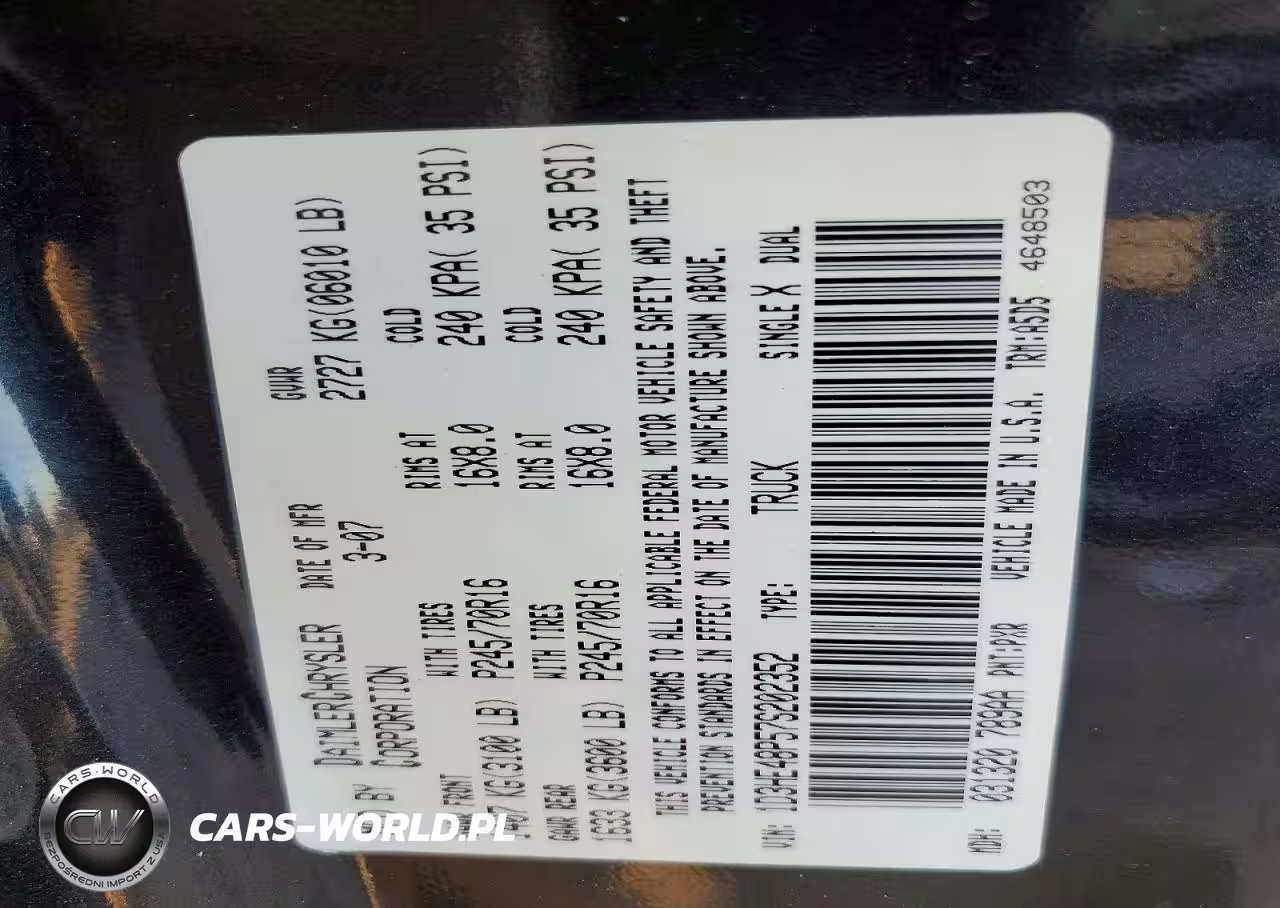 DAIMLERCHRYSLER DATE OF MFR GVWR
BY CORPORATION 3-07 2727 KG(06010 LB)
FRONT WITH TIRES RIMS AT COLD
KG(3100 LB) P245/70R16 16X8.0 240 KPA( 35 PSI)
GAWR REAR WITH TIRES RIMS AT COLD
1633 KG(3600 LB) P245/70R16 16X8.0 240 KPA( 35 PSI)
THIS VEHICLE CONFORMS TO ALL APPLICABLE FEDERAL MOTOR VEHICLE SAFETY AND THEFT
PREVENTION STANDARDS IN EFFECT ON THE DATE OF MANUFACTURE SHOWN ABOVE.
VIN: 1D3HE48P57S202352 TYPE: TRUCK SINGLE X DUAL
MDH: 031320 789AA PNT:PXR VEHICLE MADE IN U.S.A. TRM:A5D5 4648503
CARS-WORLD
CW
BEZPOŚREDNI IMPORT Z USA
CARS-WORLD.PL